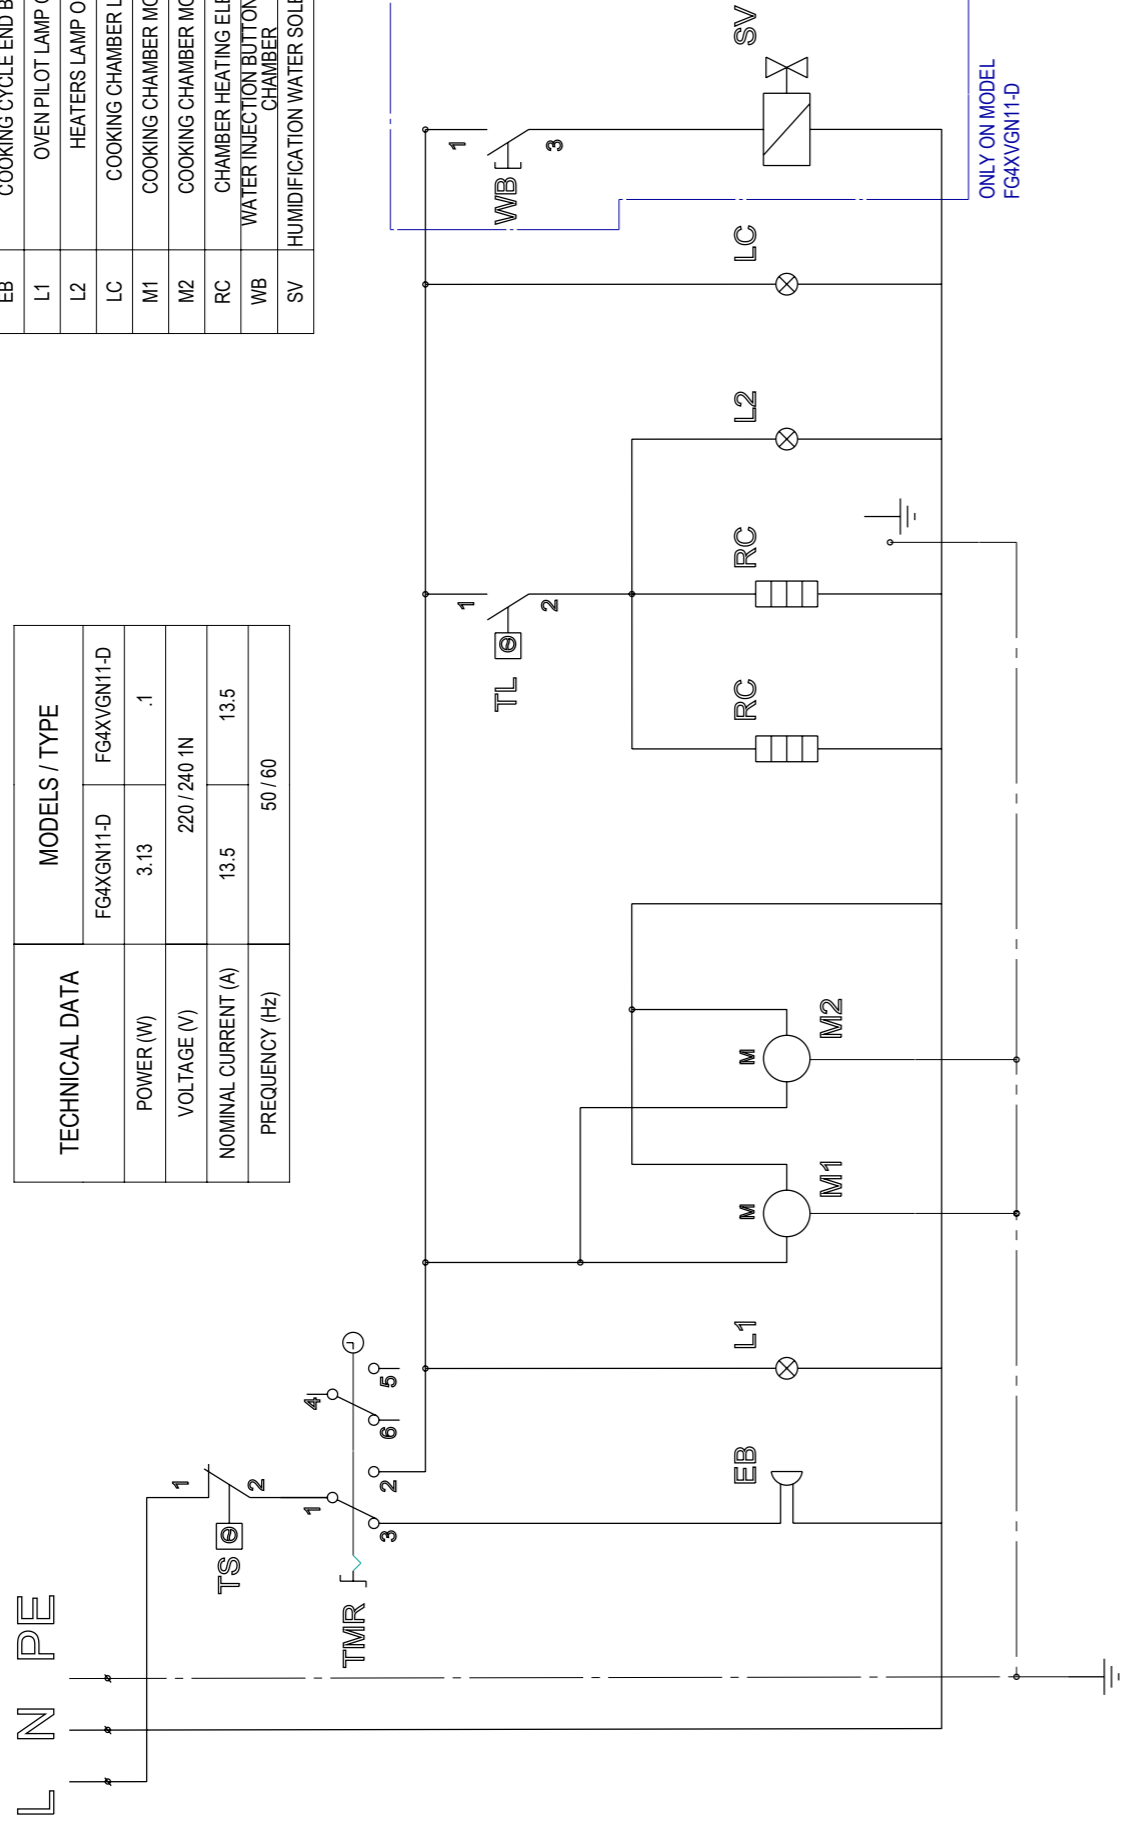 EB COOKING CYCLE END
L1 OVEN PILOT LAMP
L2 HEATERS LAMP
LC COOKING CHAMBER
M1 COOKING CHAMBER
M2 COOKING CHAMBER
RC CHAMBER HEATING
WB WATER INJECTION BUTTON
CHAMBER
SV HUMIDIFICATION WATER
TECHNICAL DATA MODELS / TYPE
FG4XGN11-D FG4XVGN11-D
POWER (W) 3.13 .1
VOLTAGE (V) 220 / 240 1N
NOMINAL CURRENT (A) 13.5 13.5
PREQUENCY (Hz) 50 / 60
L N PE
TS 1 2
TMR 1 3 2 4 6 5
EB
L1
M M1
M M2
TL 1 2
RC
RC
L2
LC
WB 1 3
SV
ONLY ON MODEL
FG4XVGN11-D